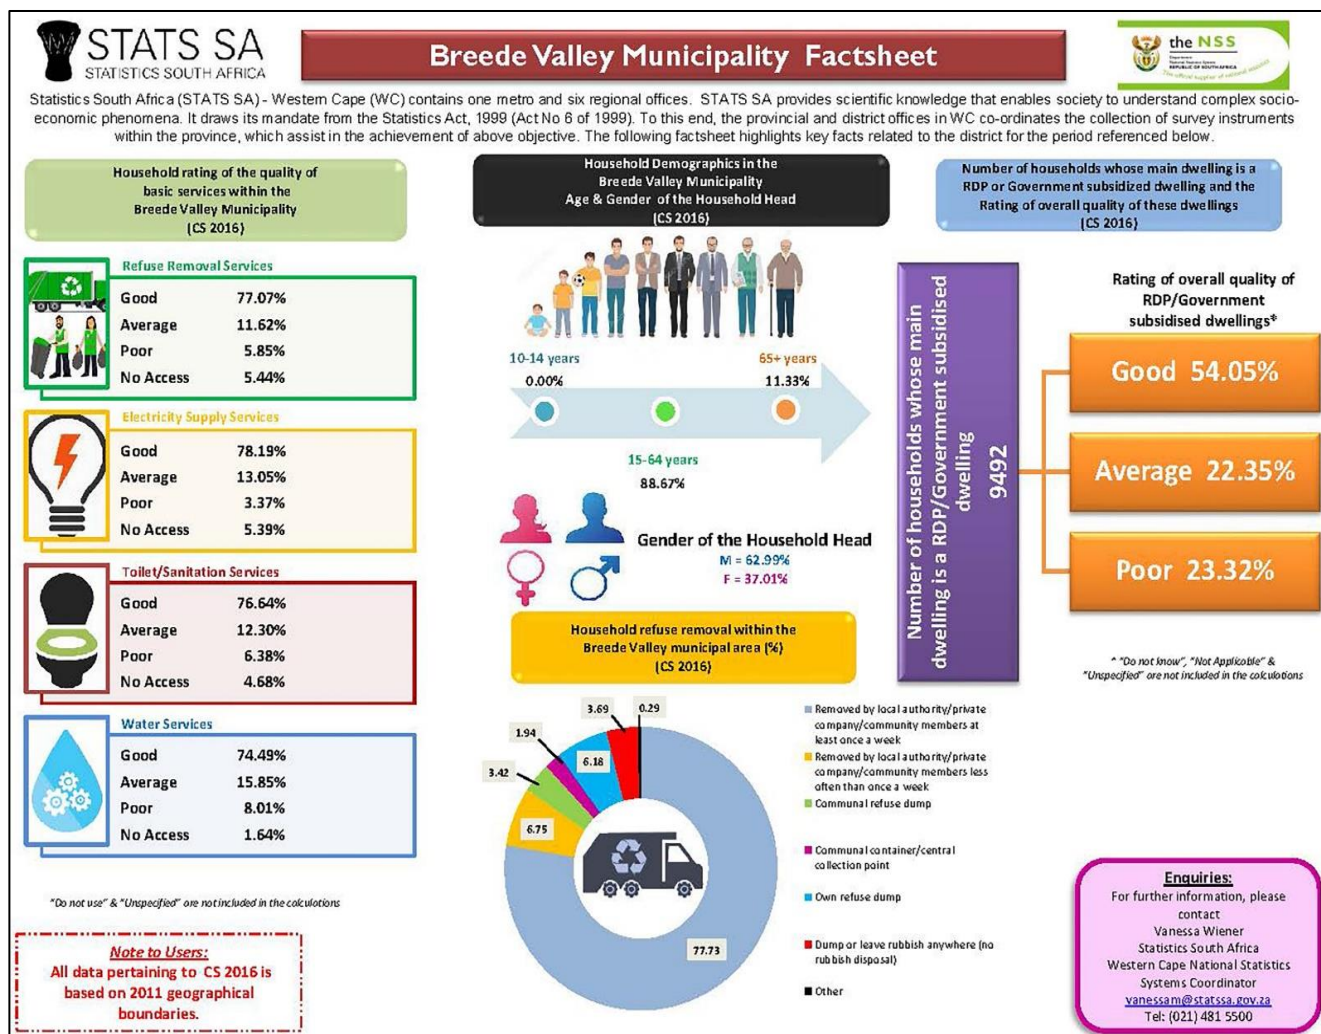 STATS SA
STATISTICS SOUTH AFRICA
Breede Valley Municipality Factsheet
the NSS
Department
REPUBLIC OF SOUTH AFRICA
Statistics South Africa (STATS SA) - Western Cape (WC) contains one metro and six regional offices. STATS SA provides scientific knowledge that enables society to understand complex socio-
economic phenomena. It draws its mandate from the Statistics Act, 1999 (Act No 6 of 1999). To this end, the provincial and district offices in WC co-ordinates the collection of survey instruments
within the province, which assist in the achievement of above objective. The following factsheet highlights key facts related to the district for the period referenced below.
Household rating of the quality of
basic services within the
Breede Valley Municipality
(CS 2016)
Refuse Removal Services
Good 77.07%
Average 11.62%
Poor 5.85%
No Access 5.44%
Electricity Supply Services
Good 78.19%
Average 13.05%
Poor 3.37%
No Access 5.39%
Toilet/Sanitation Services
Good 76.64%
Average 12.30%
Poor 6.38%
No Access 4.68%
Water Services
Good 74.49%
Average 15.85%
Poor 8.01%
No Access 1.64%
"Do not use" & "Unspecified" are not included in the calculations
Note to Users:
All data pertaining to CS 2016 is
based on 2011 geographical
boundaries.
Household Demographics in the
Breede Valley Municipality
Age & Gender of the Household Head
(CS 2016)
10-14 years
0.00%
65+ years
11.33%
15-64 years
88.67%
Gender of the Household Head
M = 62.99%
F = 37.01%
Household refuse removal within the
Breede Valley municipal area (%)
(CS 2016)
3.69
0.29
1.94
6.18
3.42
6.75
77.73
Removed by local authority/private
company/community members at
least once a week
Removed by local authority/private
company/community members less
often than once a week
Communal refuse dump
Communal container/central
collection point
Own refuse dump
Dump or leave rubbish anywhere (no
rubbish disposal)
Other
Number of households whose main dwelling is a
RDP or Government subsidized dwelling and the
Rating of overall quality of these dwellings
(CS 2016)
Number of households whose main
dwelling is a RDP/Government subsidised
dwelling
9492
Rating of overall quality of
RDP/Government
subsidised dwellings*
Good 54.05%
Average 22.35%
Poor 23.32%
* "Do not know", "Not Applicable" &
"Unspecified" are not included in the calculations
Enquiries:
For further information, please
contact
Vanessa Wiener
Statistics South Africa
Western Cape National Statistics
Systems Coordinator
vanessam@statssa.gov.za
Tel: (021) 481 5500